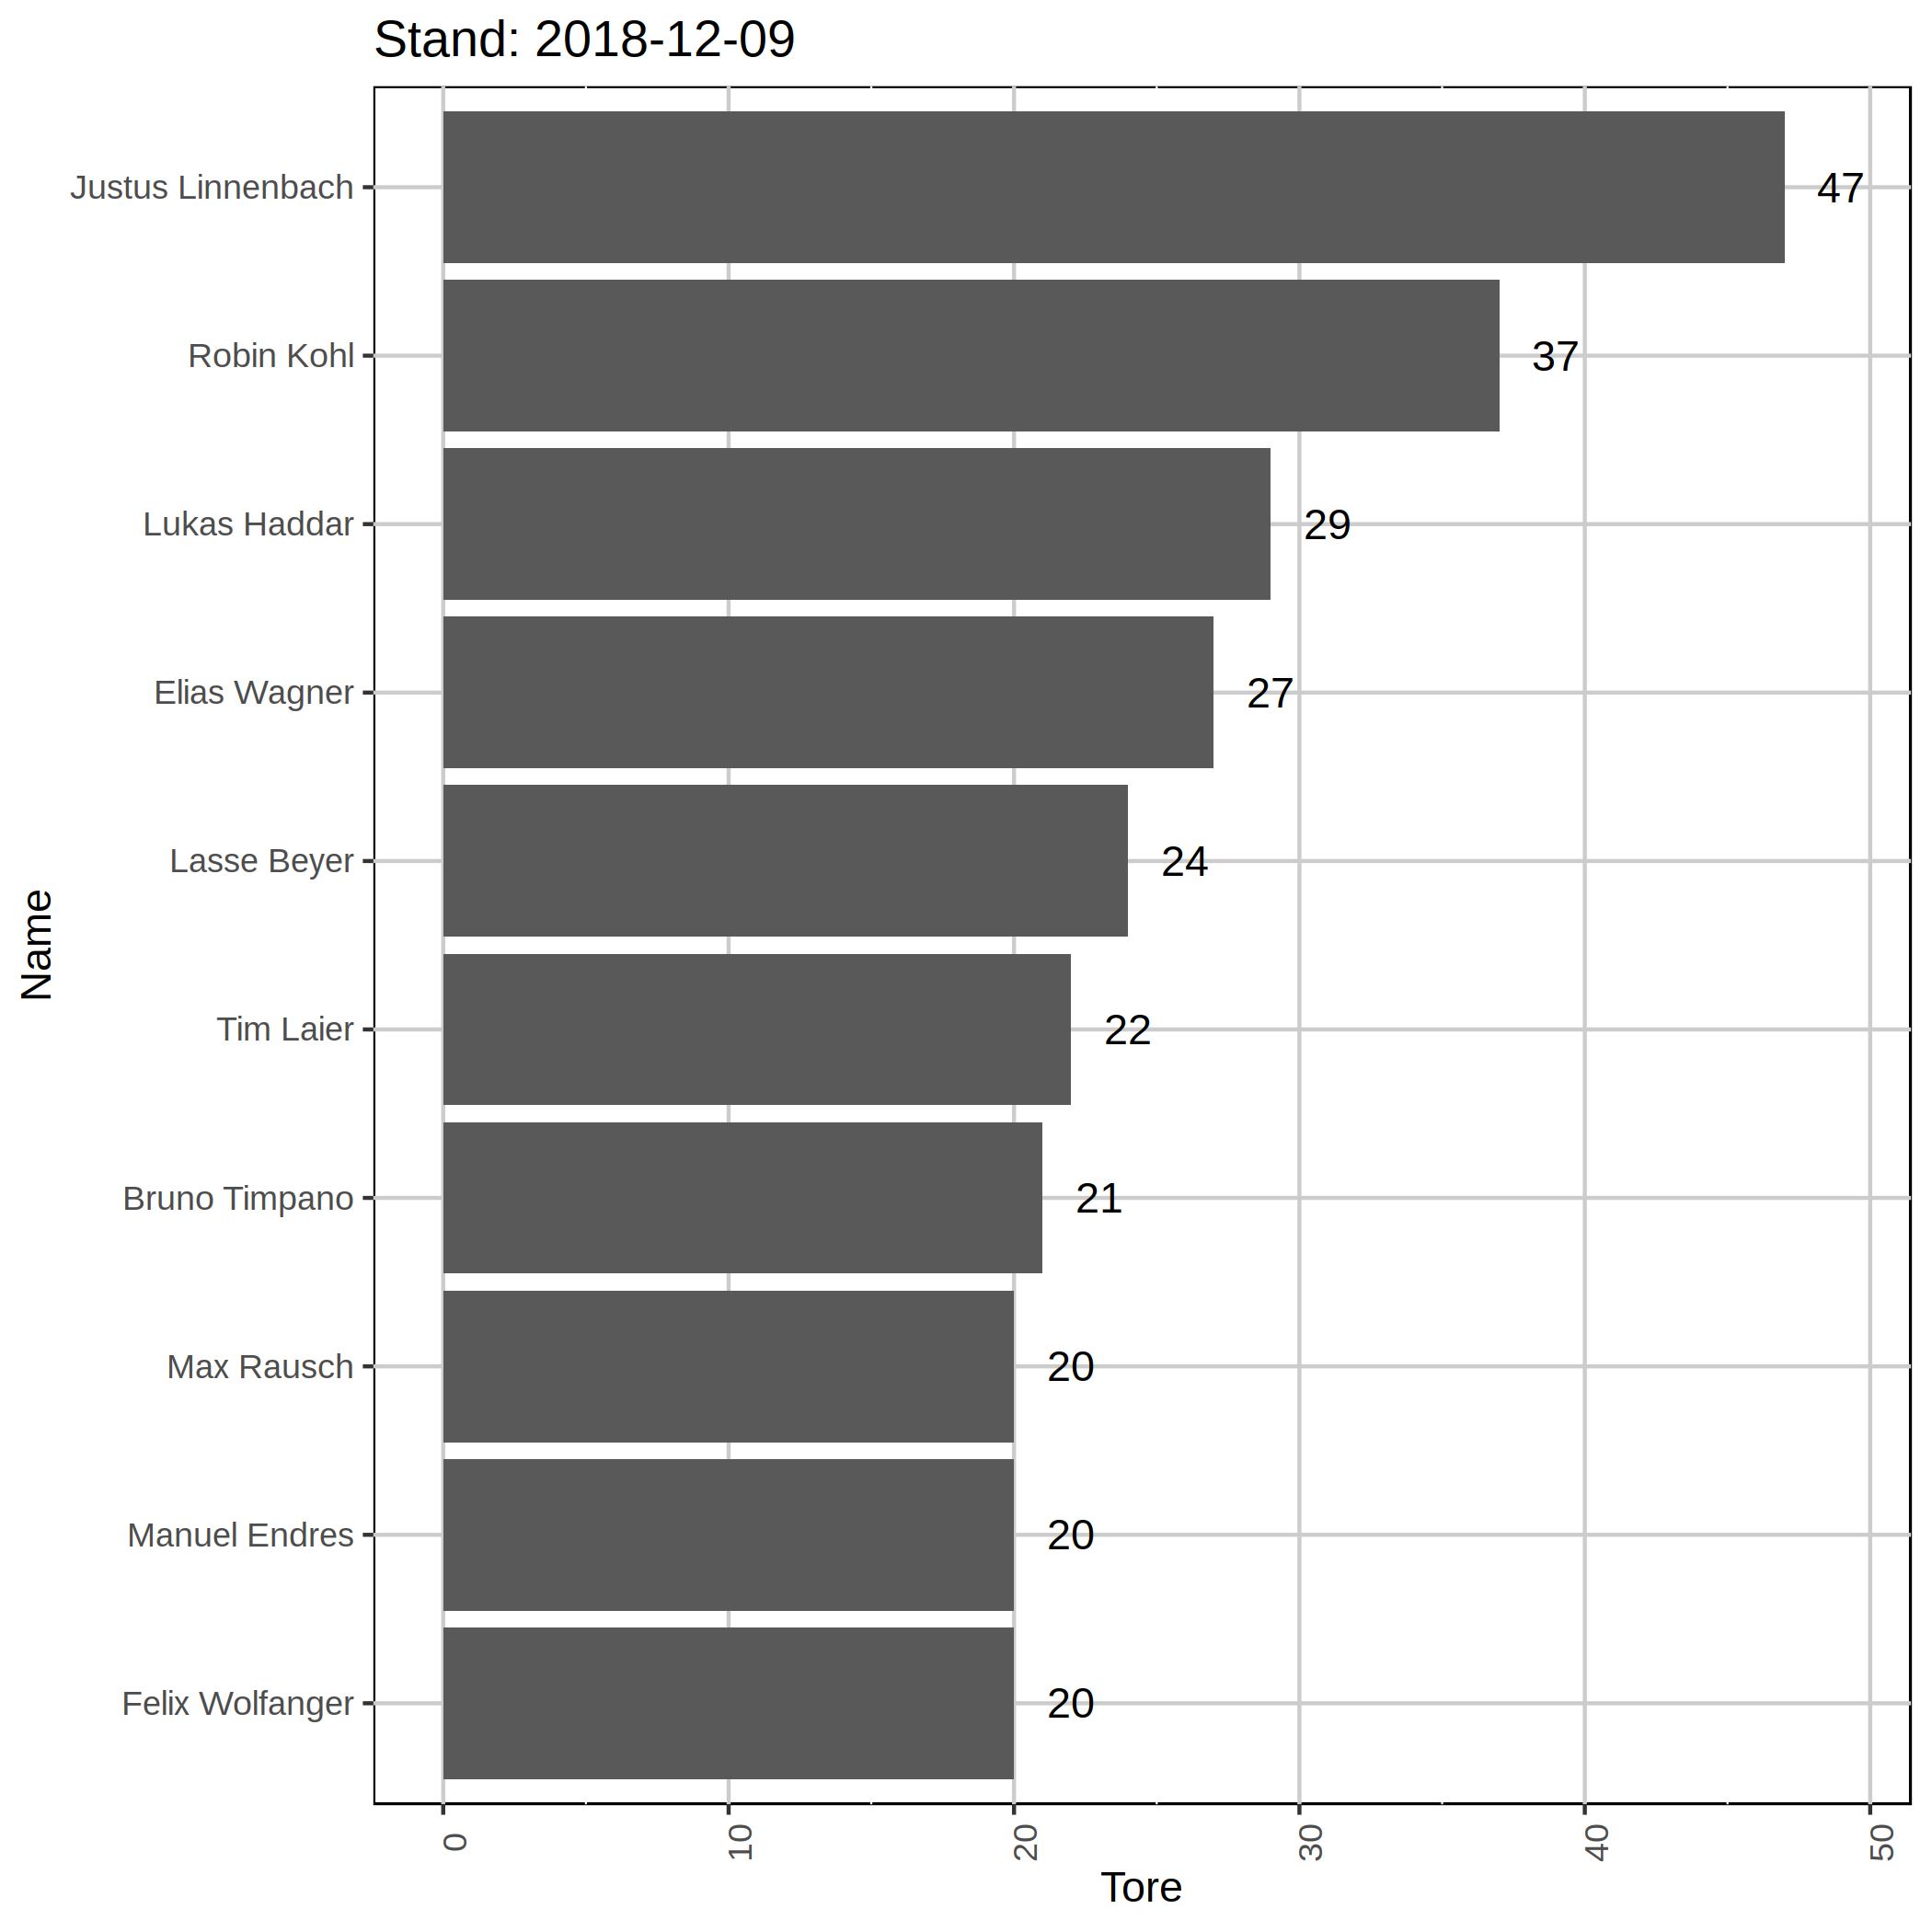 Stand: 2018-12-09
Justus Linnenbach 47
Robin Kohl 37
Lukas Haddar 29
Elias Wagner 27
Lasse Beyer 24
Tim Laier 22
Bruno Timpano 21
Max Rausch 20
Manuel Endres 20
Felix Wolfanger 20
Name
0 10 20 30 40 50
Tore